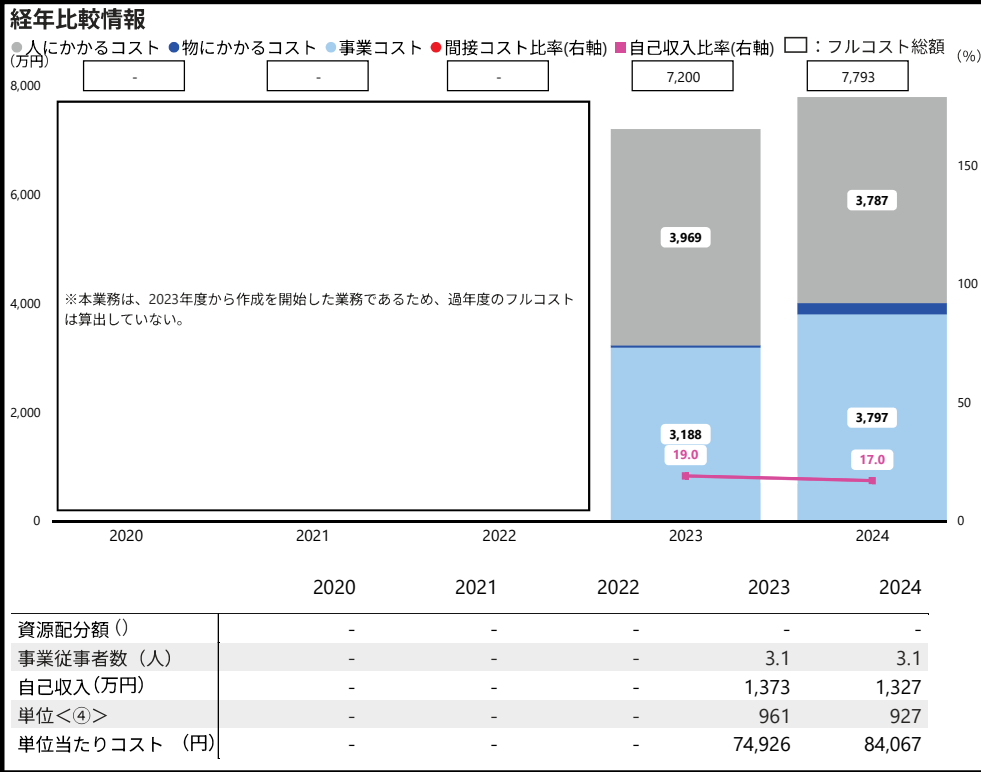 経年比較情報
●人にかかるコスト ●物にかかるコスト ●事業コスト ●間接コスト比率(右軸) ■自己収入比率(右軸) □：フルコスト総額
(万円) (%)
- - - 7,200 7,793
8,000
150
6,000
3,787
3,969
100
4,000
※本業務は、2023年度から作成を開始した業務であるため、過年度のフルコスト
は算出していない。
50
2,000
3,797
3,188
19.0
17.0
0 0
2020 2021 2022 2023 2024
2020 2021 2022 2023 2024
資源配分額 () - - - - -
事業従事者数（人） - - - 3.1 3.1
自己収入(万円) - - - 1,373 1,327
単位＜④＞ - - - 961 927
単位当たりコスト (円) - - - 74,926 84,067